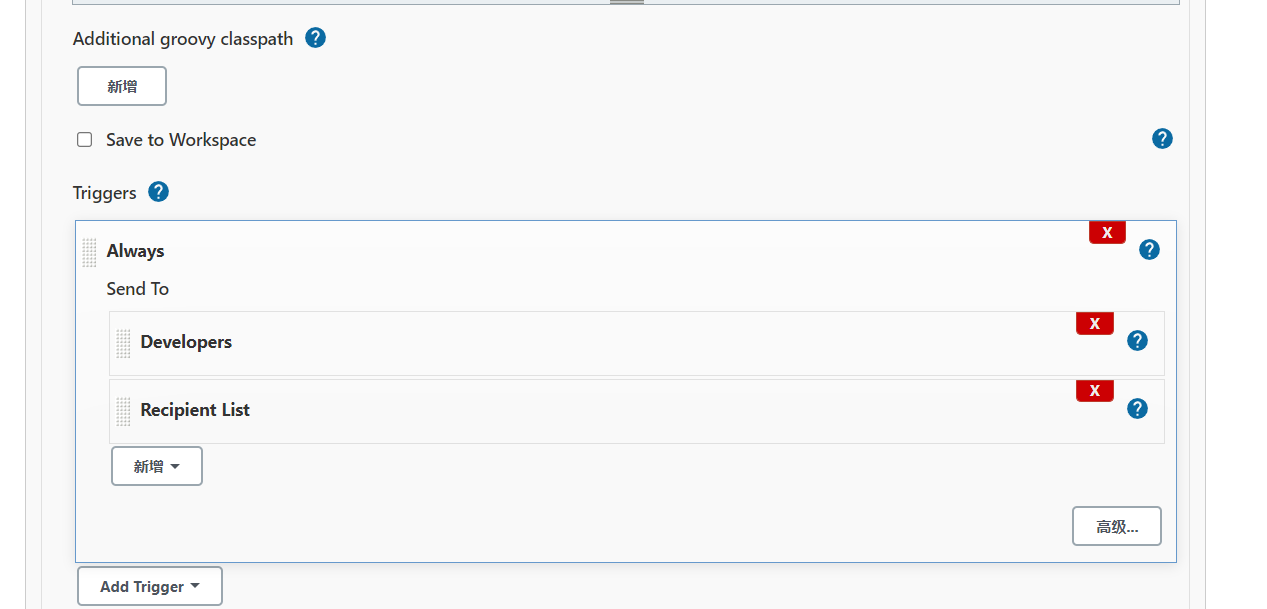 Additional groovy classpath ?
新增
Save to Workspace ?
Triggers ?
X
Always ?
Send To
X
Developers ?
X
Recipient List ?
新增
高级...
Add Trigger